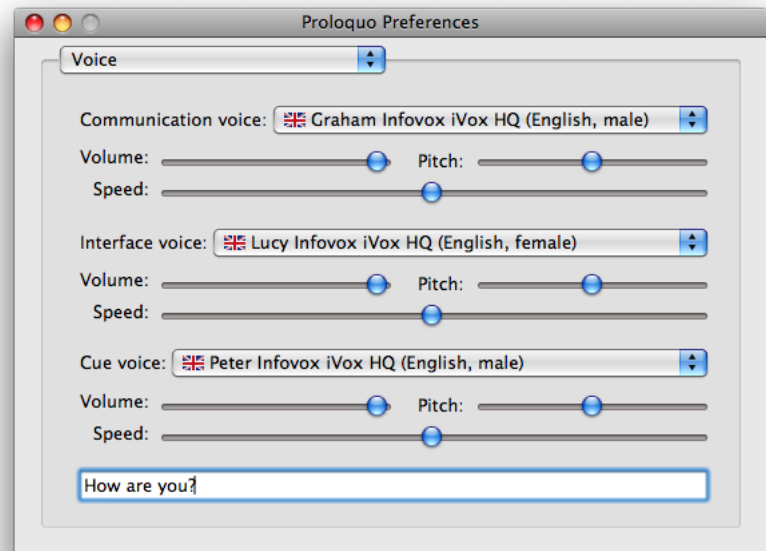 Proloquo Preferences
Voice
Communication voice: Graham Infovox iVox HQ (English, male)
Volume: Pitch:
Speed:
Interface voice: Lucy Infovox iVox HQ (English, female)
Volume: Pitch:
Speed:
Cue voice: Peter Infovox iVox HQ (English, male)
Volume: Pitch:
Speed:
How are you?